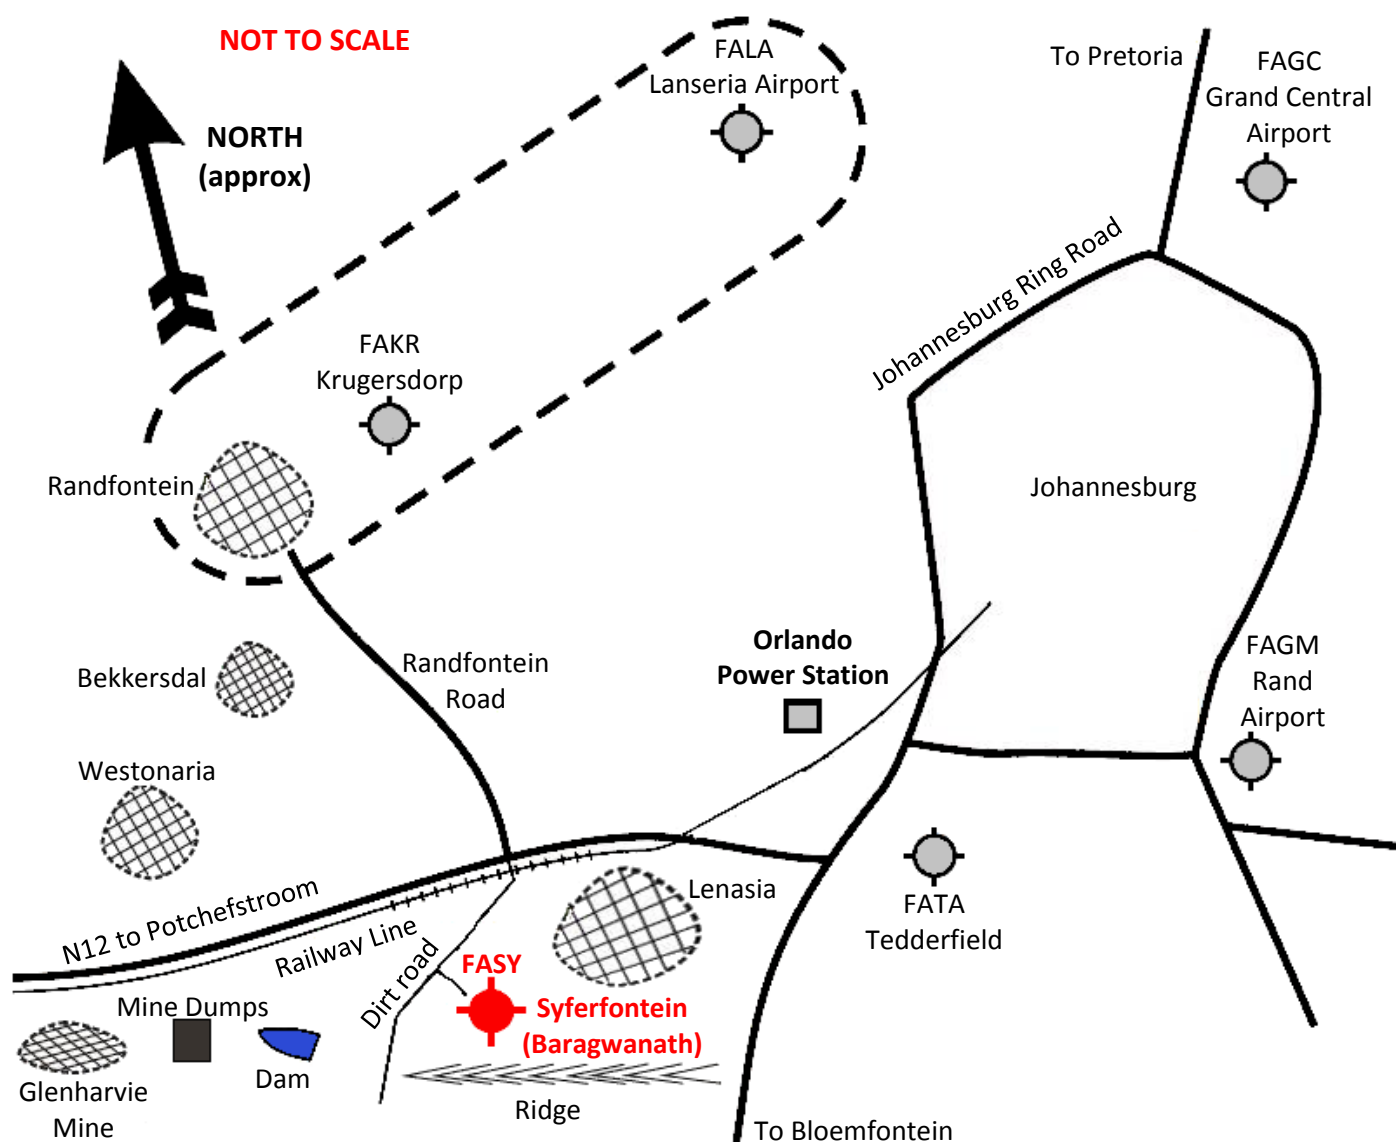 NOT TO SCALE
FALA
Lanseria Airport
To Pretoria
FAGC
Grand Central
Airport
NORTH
(approx)
Johannesburg Ring Road
FAKR
Krugersdorp
Randfontein
Johannesburg
Bekkersdal
Randfontein
Road
Orlando
Power Station
FAGM
Rand
Airport
Westonaria
N12 to Potchefstroom
Railway Line
Lenasia
FATA
Tedderfield
Dirt road
FASY
Syferfontein
(Baragwanath)
Mine Dumps
Glenharvie
Mine
Dam
Ridge
To Bloemfontein